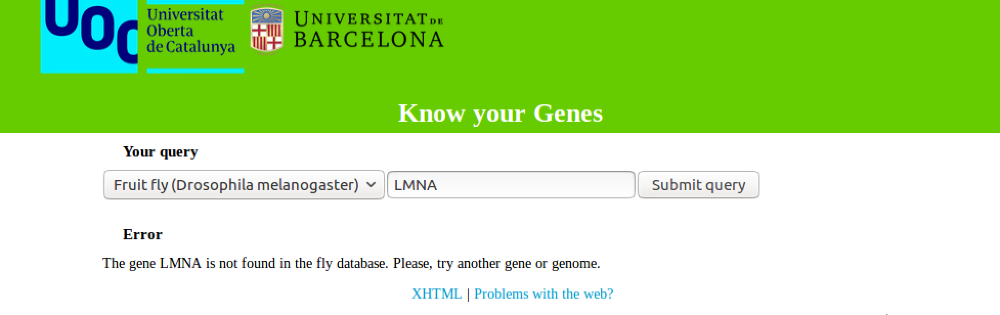 UOC
Universitat
Oberta
de Catalunya
UNIVERSITAT DE
BARCELONA
Know your Genes
Your query
Fruit fly (Drosophila melanogaster)
LMNA
Submit query
Error
The gene LMNA is not found in the fly database. Please, try another gene or genome.
XHTML | Problems with the web?